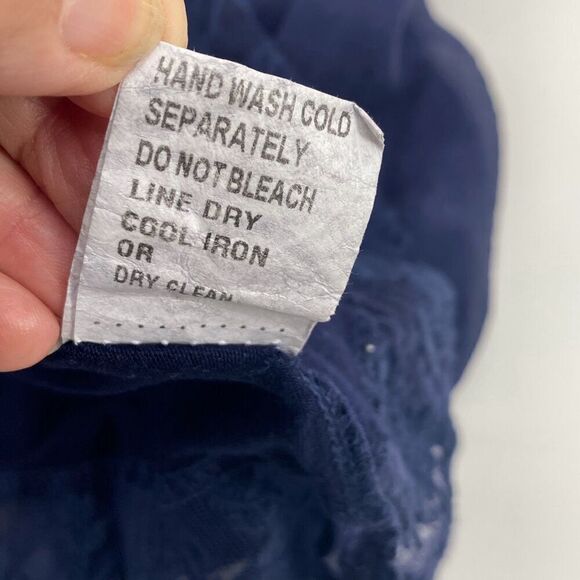 HAND WASH COLD
SEPARATELY
DO NOT BLEACH
LINE DRY
COOL IRON
OR
DRY CLEAN